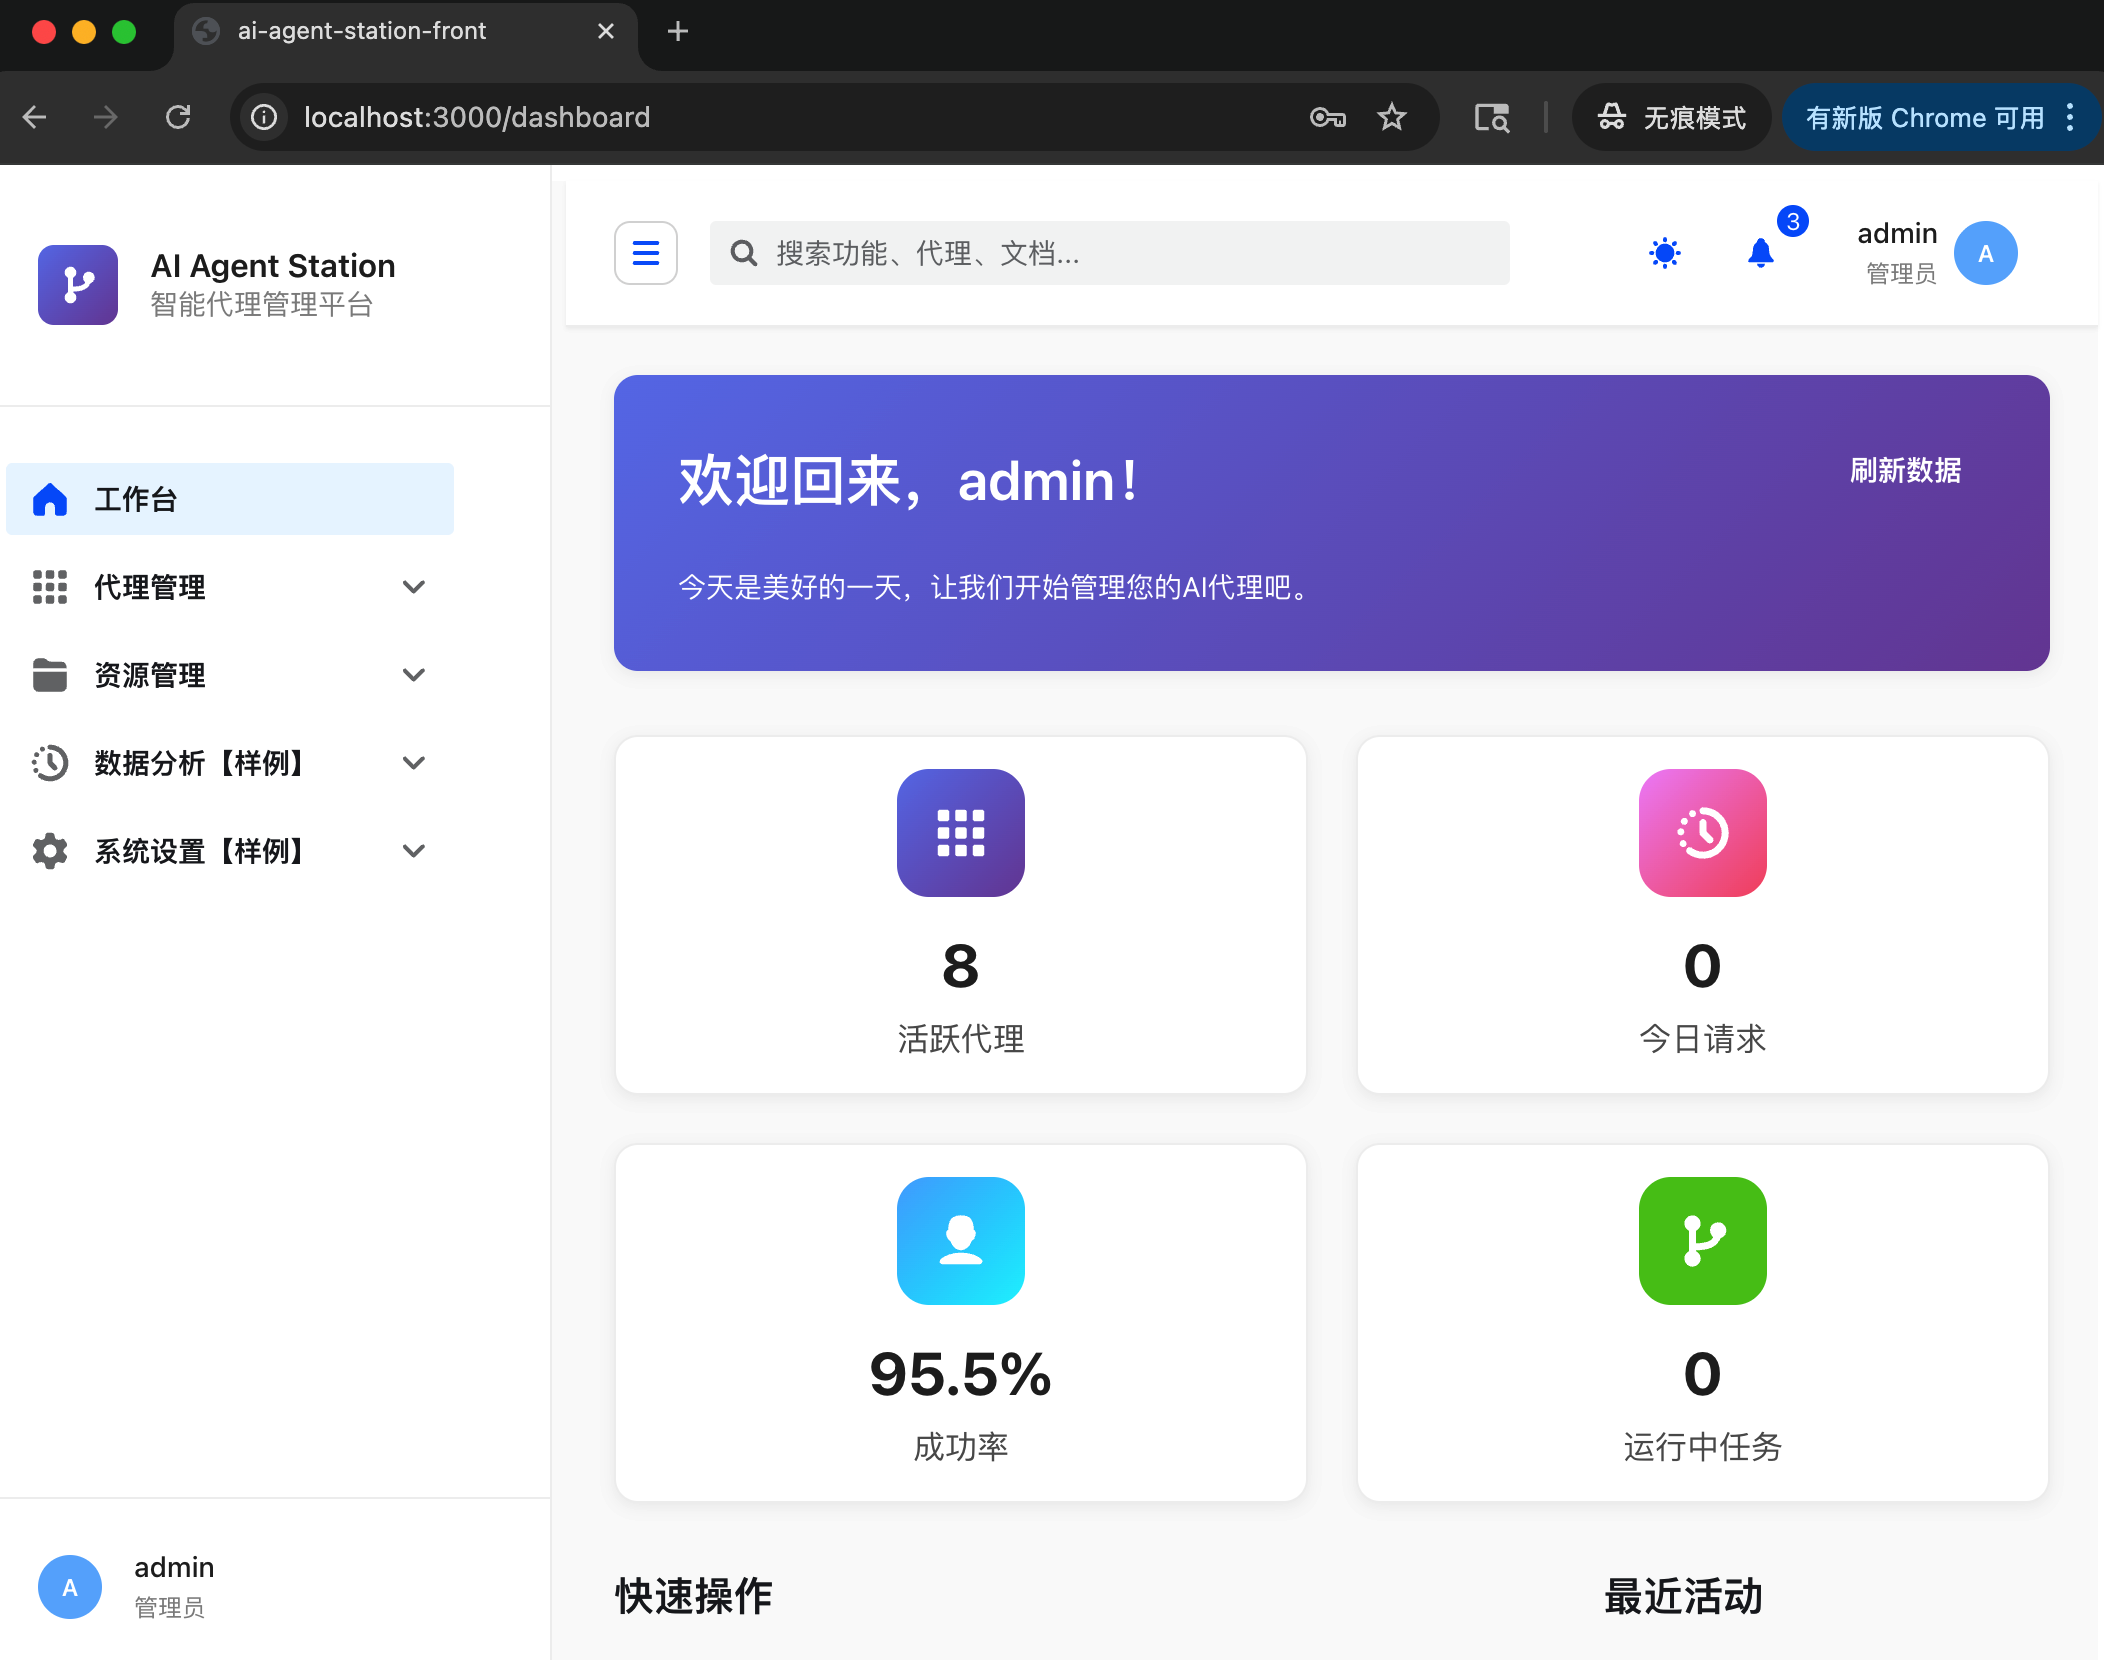 ai-agent-station-front
localhost:3000/dashboard
无痕模式
有新版 Chrome 可用
AI Agent Station
智能代理管理平台
工作台
代理管理
资源管理
数据分析【样例】
系统设置【样例】
A
admin
管理员
搜索功能、代理、文档...
3
admin
管理员
A
欢迎回来，admin！
刷新数据
今天是美好的一天，让我们开始管理您的AI代理吧。
8
活跃代理
0
今日请求
95.5%
成功率
0
运行中任务
快速操作
最近活动